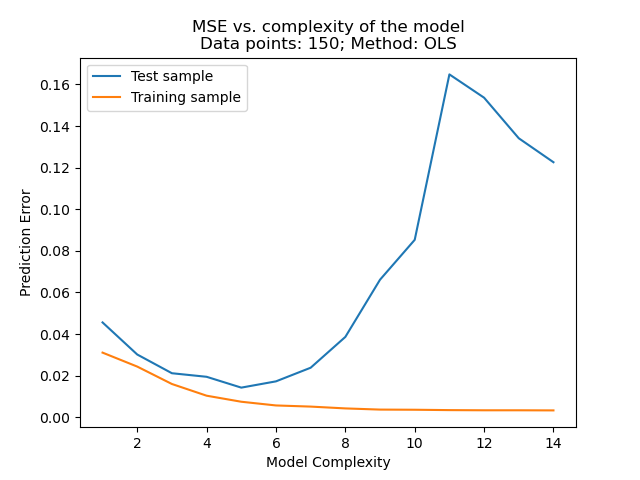 MSE vs. complexity of the model
Data points: 150; Method: OLS
Test sample
Training sample
Prediction Error
0.16
0.14
0.12
0.10
0.08
0.06
0.04
0.02
0.00
2 4 6 8 10 12 14
Model Complexity